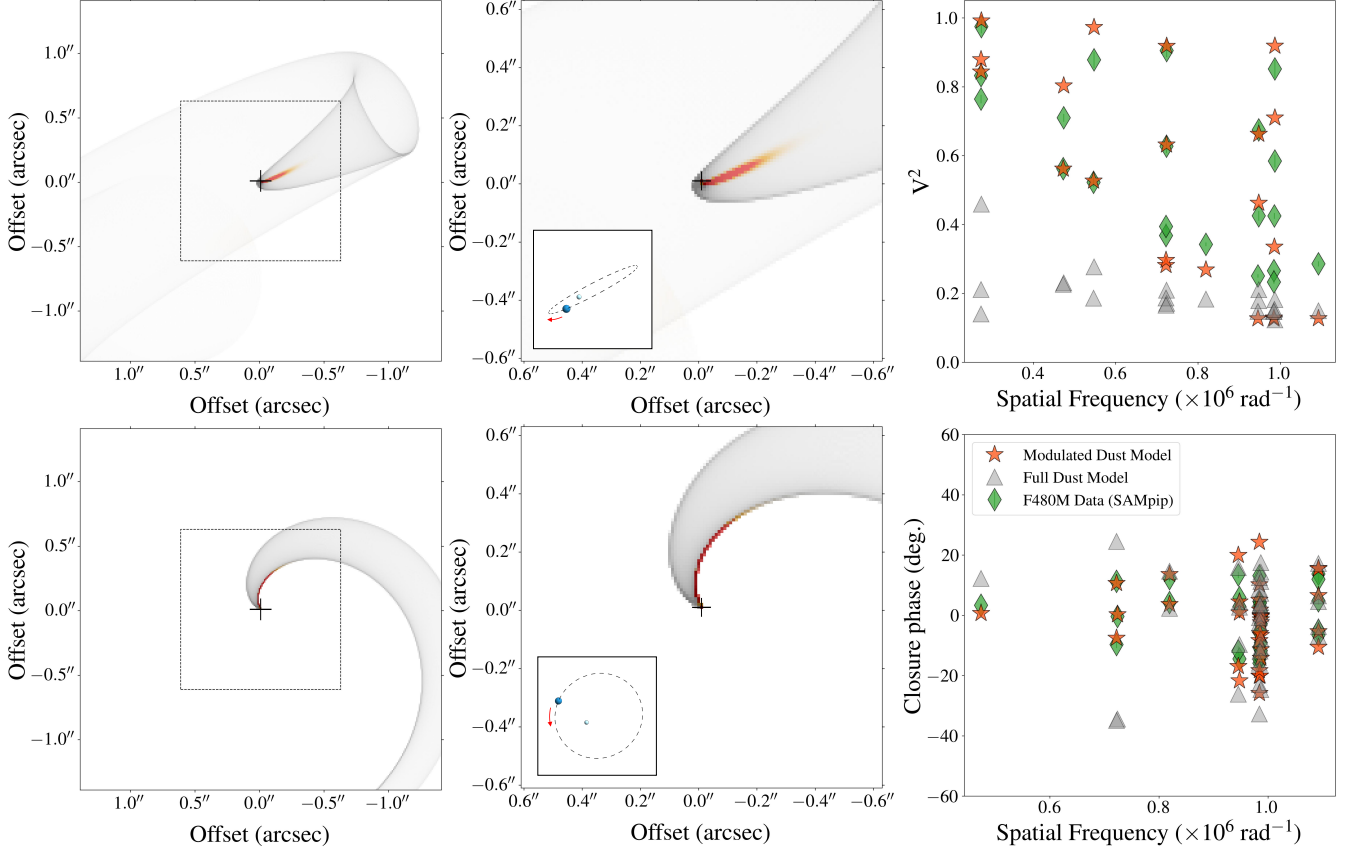 1.0″
0.5″
0.0″
−0.5″
−1.0″
Offset (arcsec)
1.0″ 0.5″ 0.0″ −0.5″ −1.0″
Offset (arcsec)
0.6″
0.4″
0.2″
0.0″
−0.2″
−0.4″
−0.6″
Offset (arcsec)
0.6″ 0.4″ 0.2″ 0.0″ −0.2″ −0.4″ −0.6″
Offset (arcsec)
1.0
0.8
0.6
0.4
0.2
0.0
V²
0.4 0.6 0.8 1.0
Spatial Frequency (×10⁶ rad⁻¹)
1.0″
0.5″
0.0″
−0.5″
−1.0″
Offset (arcsec)
1.0″ 0.5″ 0.0″ −0.5″ −1.0″
Offset (arcsec)
0.6″
0.4″
0.2″
0.0″
−0.2″
−0.4″
−0.6″
Offset (arcsec)
0.6″ 0.4″ 0.2″ 0.0″ −0.2″ −0.4″ −0.6″
Offset (arcsec)
60
40
20
0
−20
−40
−60
Closure phase (deg.)
Modulated Dust Model
Full Dust Model
F480M Data (SAMpip)
0.6 0.8 1.0
Spatial Frequency (×10⁶ rad⁻¹)